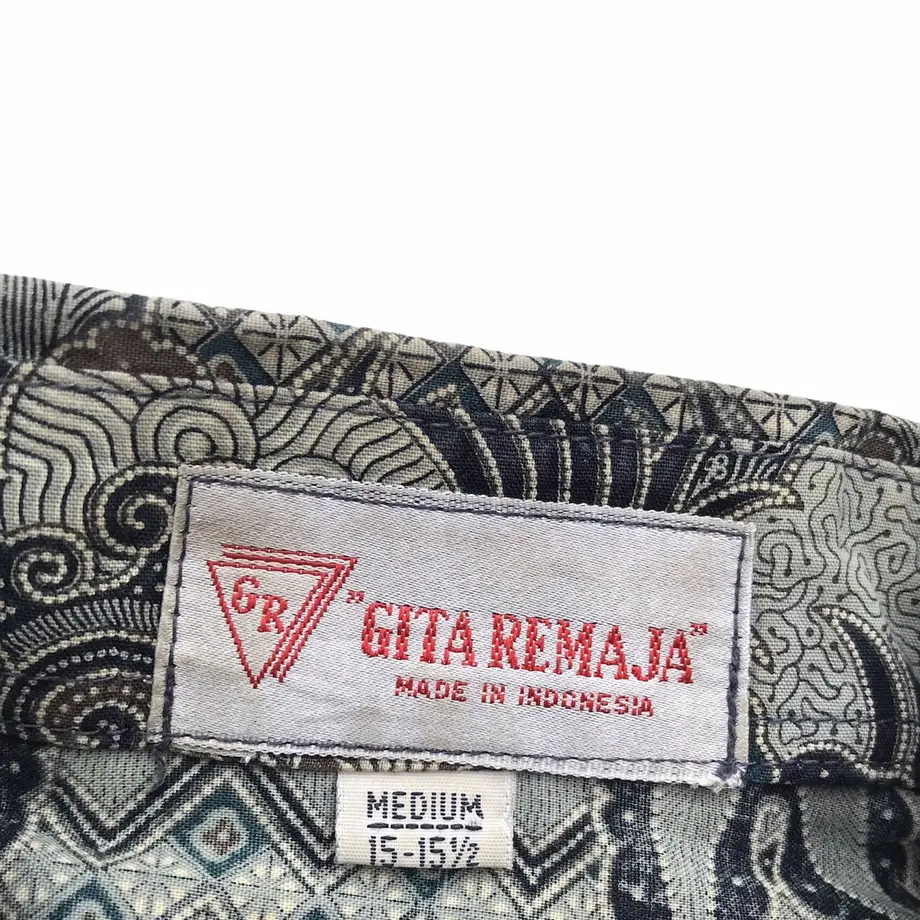 GR
"GITA REMAJA"
MADE IN INDONESIA
MEDIUM
15-15½